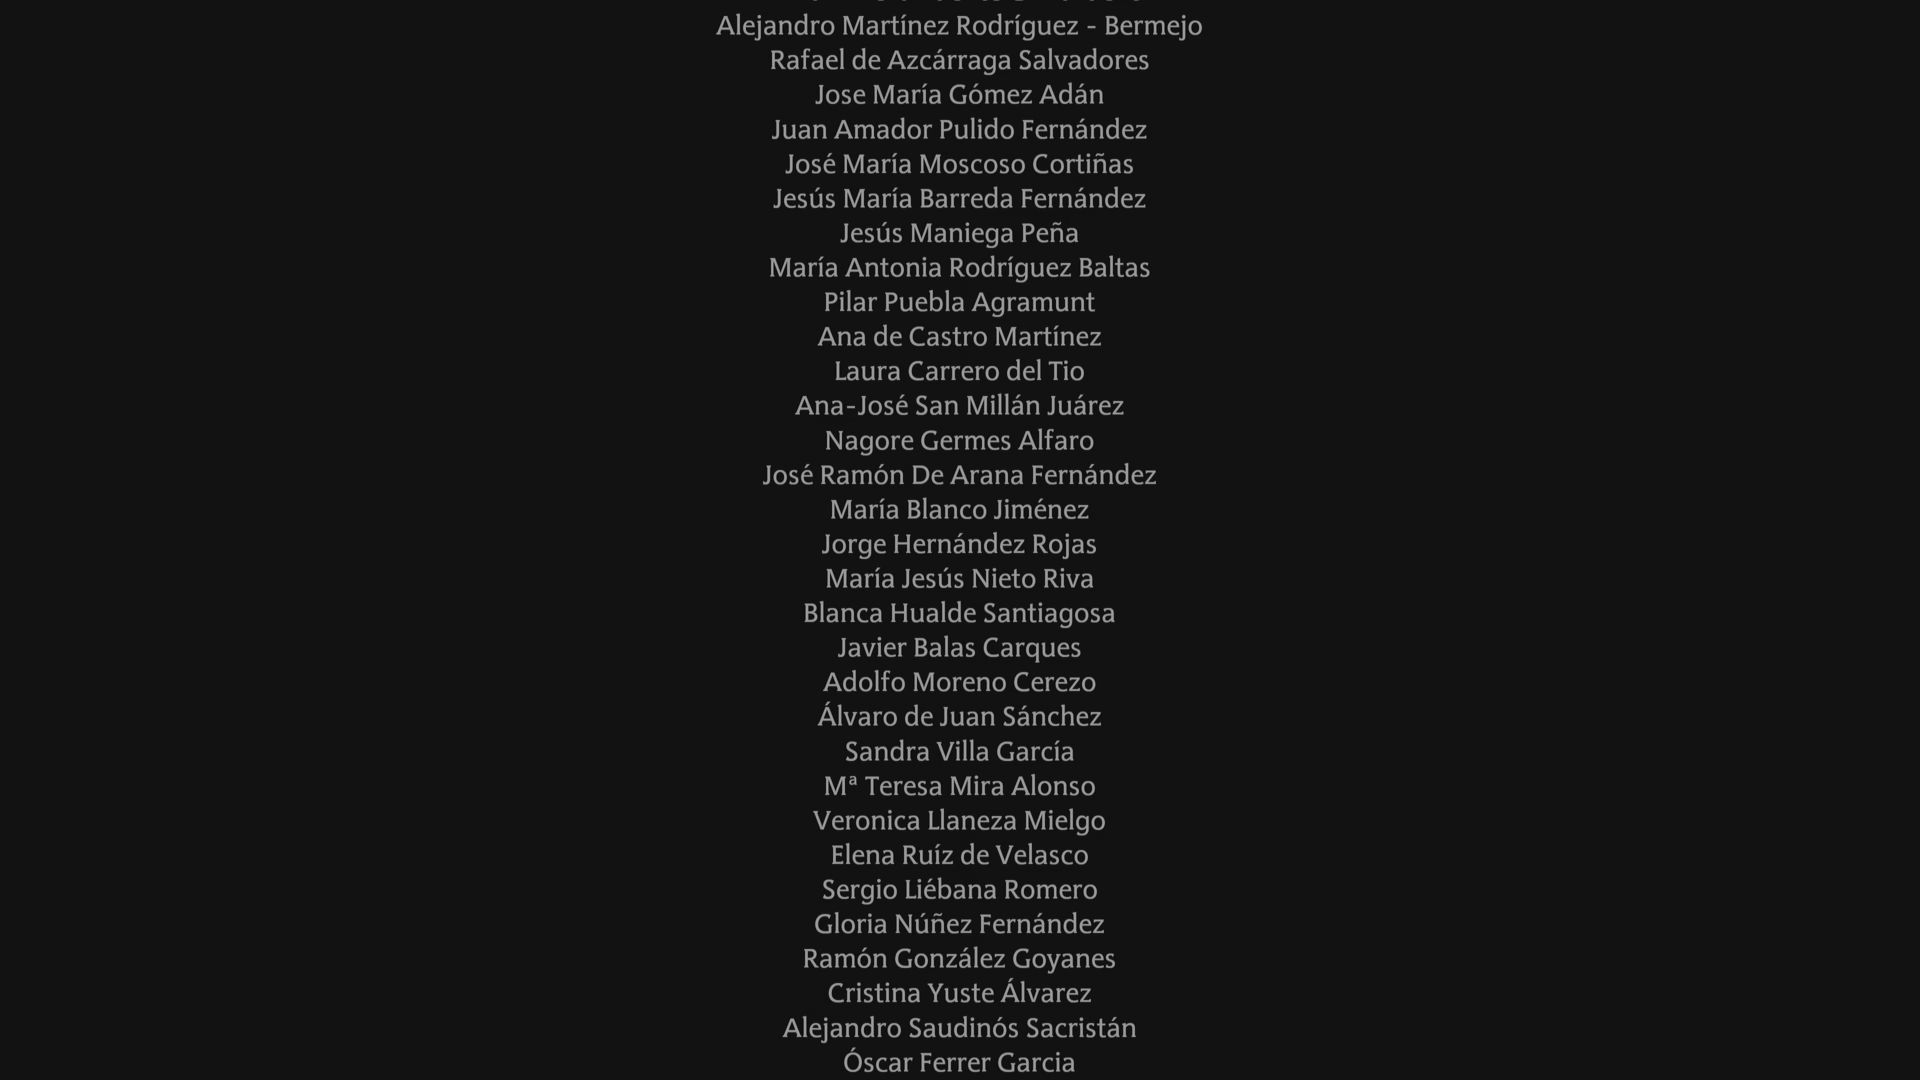 Alejandro Martínez Rodríguez - Bermejo
Rafael de Azcárraga Salvadores
Jose María Gómez Adán
Juan Amador Pulido Fernández
José María Moscoso Cortiñas
Jesús María Barreda Fernández
Jesús Maniega Peña
María Antonia Rodríguez Baltas
Pilar Puebla Agramunt
Ana de Castro Martínez
Laura Carrero del Tio
Ana-José San Millán Juárez
Nagore Germes Alfaro
José Ramón De Arana Fernández
María Blanco Jiménez
Jorge Hernández Rojas
María Jesús Nieto Riva
Blanca Hualde Santiagosa
Javier Balas Carques
Adolfo Moreno Cerezo
Álvaro de Juan Sánchez
Sandra Villa García
Mª Teresa Mira Alonso
Veronica Llaneza Mielgo
Elena Ruíz de Velasco
Sergio Liébana Romero
Gloria Núñez Fernández
Ramón González Goyanes
Cristina Yuste Álvarez
Alejandro Saudinós Sacristán
Óscar Ferrer Garcia